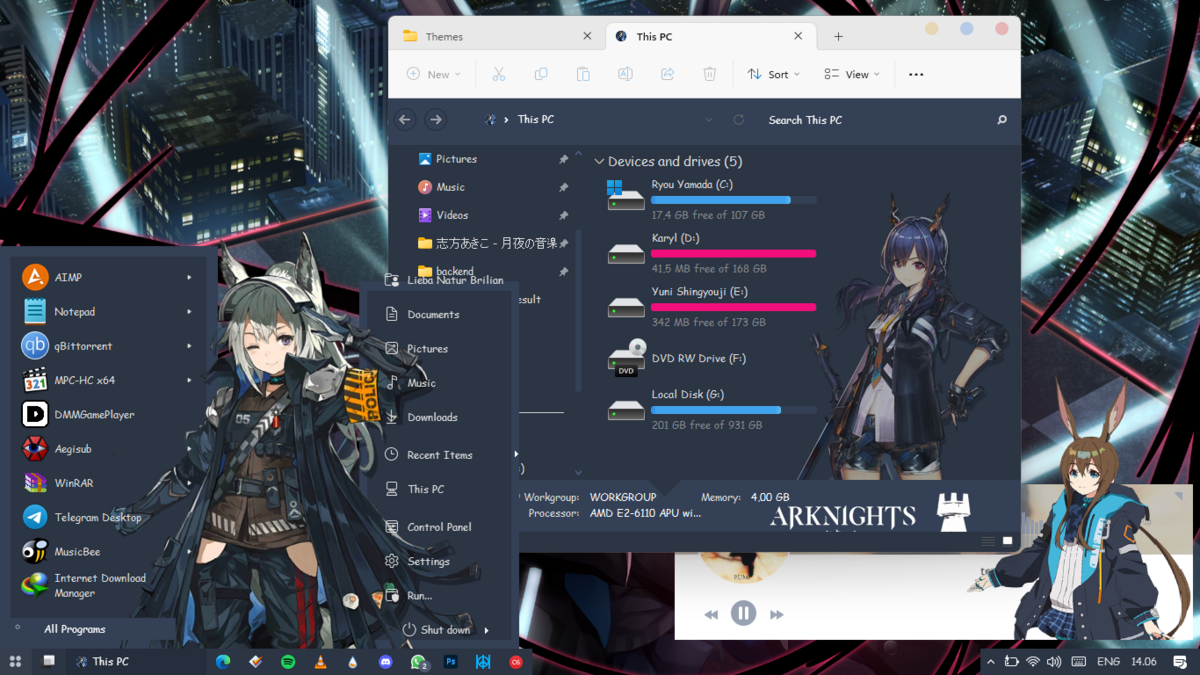 Themes
This PC
New
Sort
View
This PC
Search This PC
Pictures
Music
Videos
志方あきこ - 月夜の音楽
backend
esult
Devices and drives (5)
Ryou Yamada (C:)
17,4 GB free of 107 GB
Karyl (D:)
41,5 MB free of 168 GB
Yuni Shingyouji (E:)
342 MB free of 173 GB
DVD RW Drive (F:)
DVD
Local Disk (G:)
201 GB free of 931 GB
Workgroup: WORKGROUP
Memory: 4,00 GB
Processor: AMD E2-6110 APU wi...
ARKNIGHTS
AIMP
Notepad
qBittorrent
MPC-HC x64
DMMGamePlayer
Aegisub
WinRAR
Telegram Desktop
MusicBee
Internet Download
Manager
All Programs
Lieba Natur Brilian
Documents
Pictures
Music
Downloads
Recent Items
This PC
Control Panel
Settings
Run...
Shut down
05
321
qb
D
This PC
2
Ps
ENG
14.06